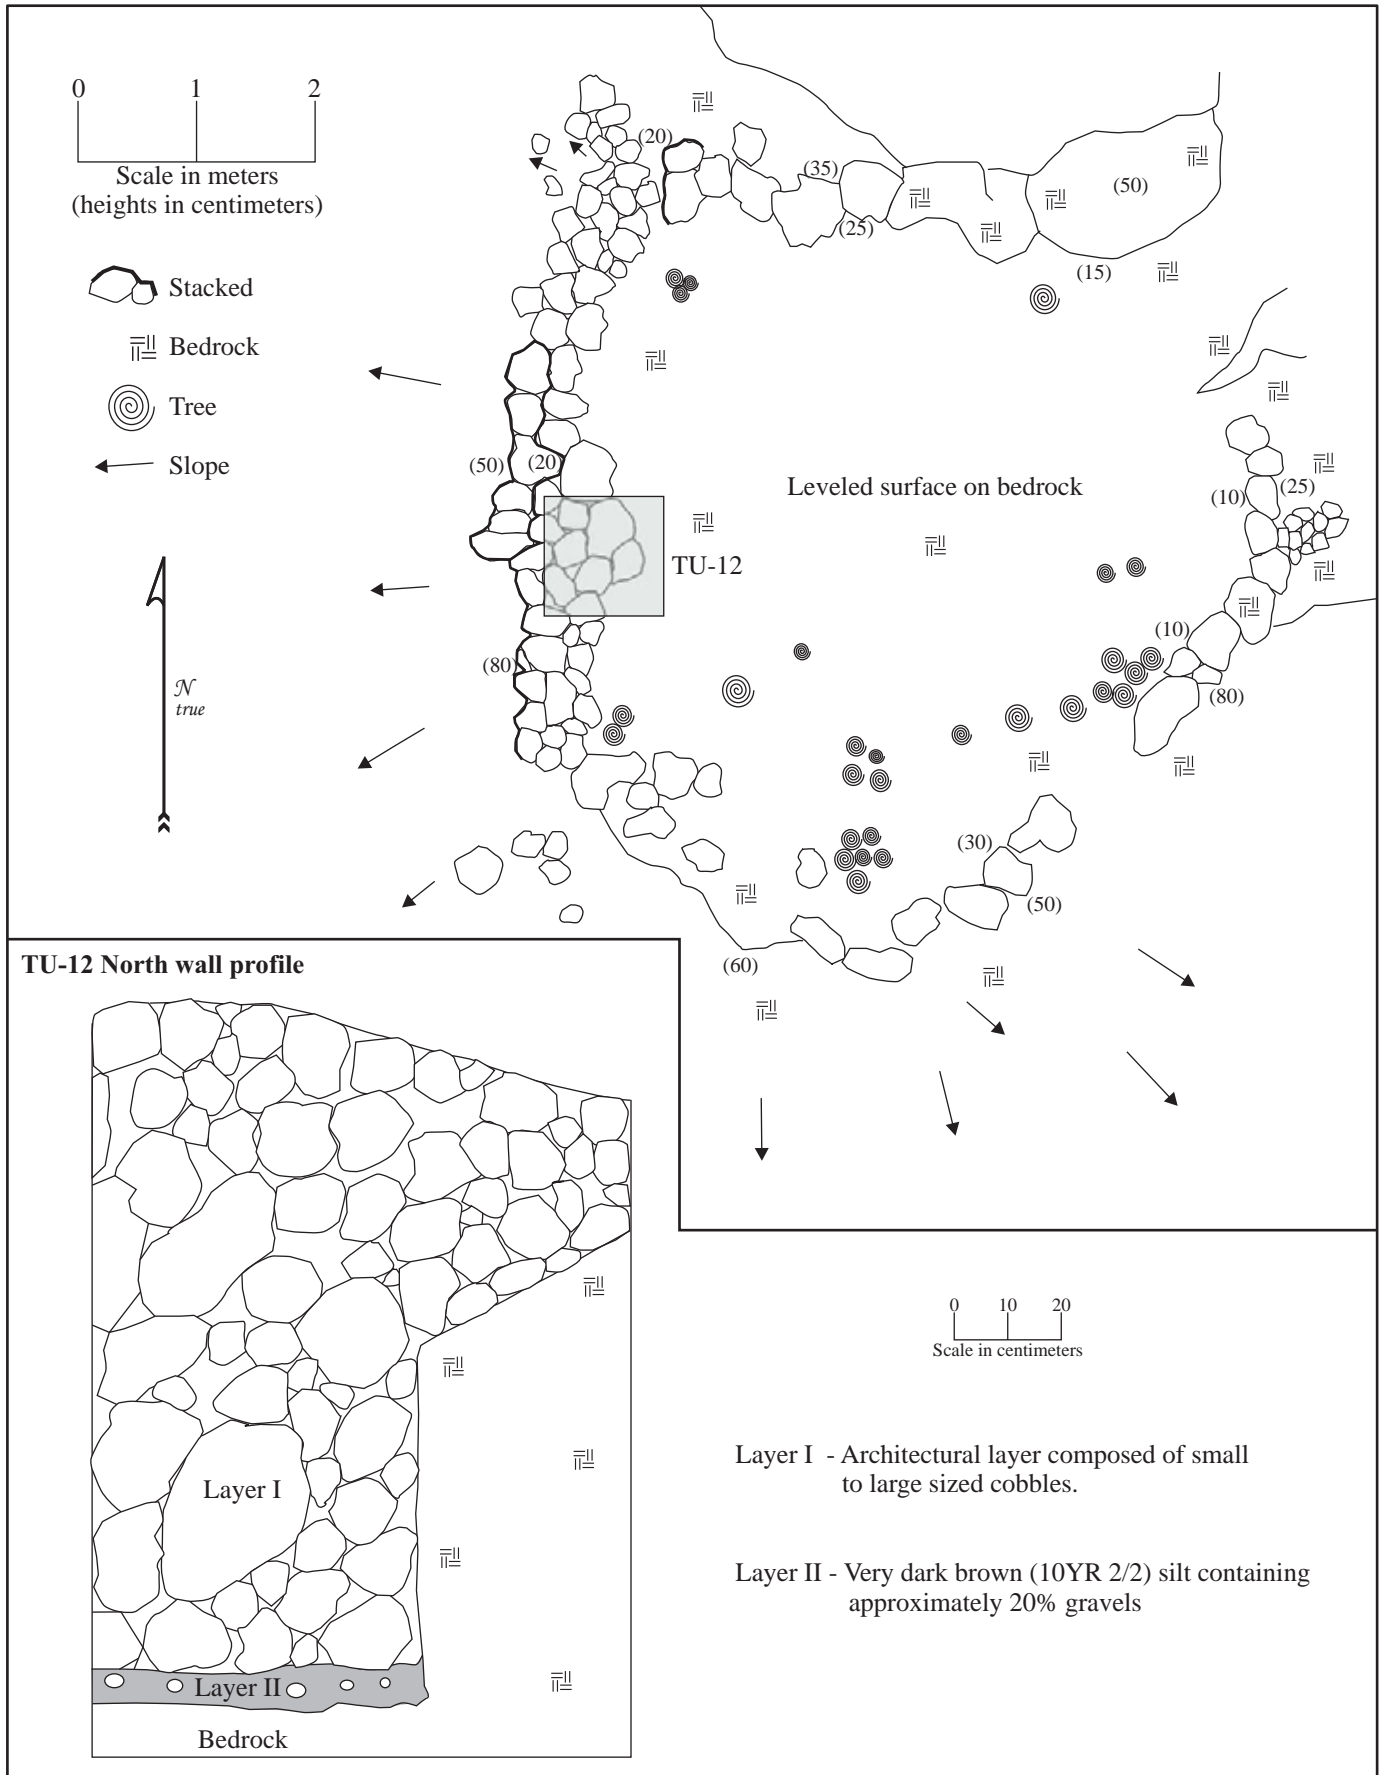 0 1 2
Scale in meters
(heights in centimeters)
Stacked
Bedrock
Tree
Slope
N
true
(20)
(35)
(25)
(50)
(15)
(50)
(20)
Leveled surface on bedrock
(10)
(25)
TU-12
(10)
(80)
(80)
(30)
(50)
(60)
TU-12 North wall profile
Layer I
Layer II
Bedrock
0 10 20
Scale in centimeters
Layer I - Architectural layer composed of small
to large sized cobbles.
Layer II - Very dark brown (10YR 2/2) silt containing
approximately 20% gravels